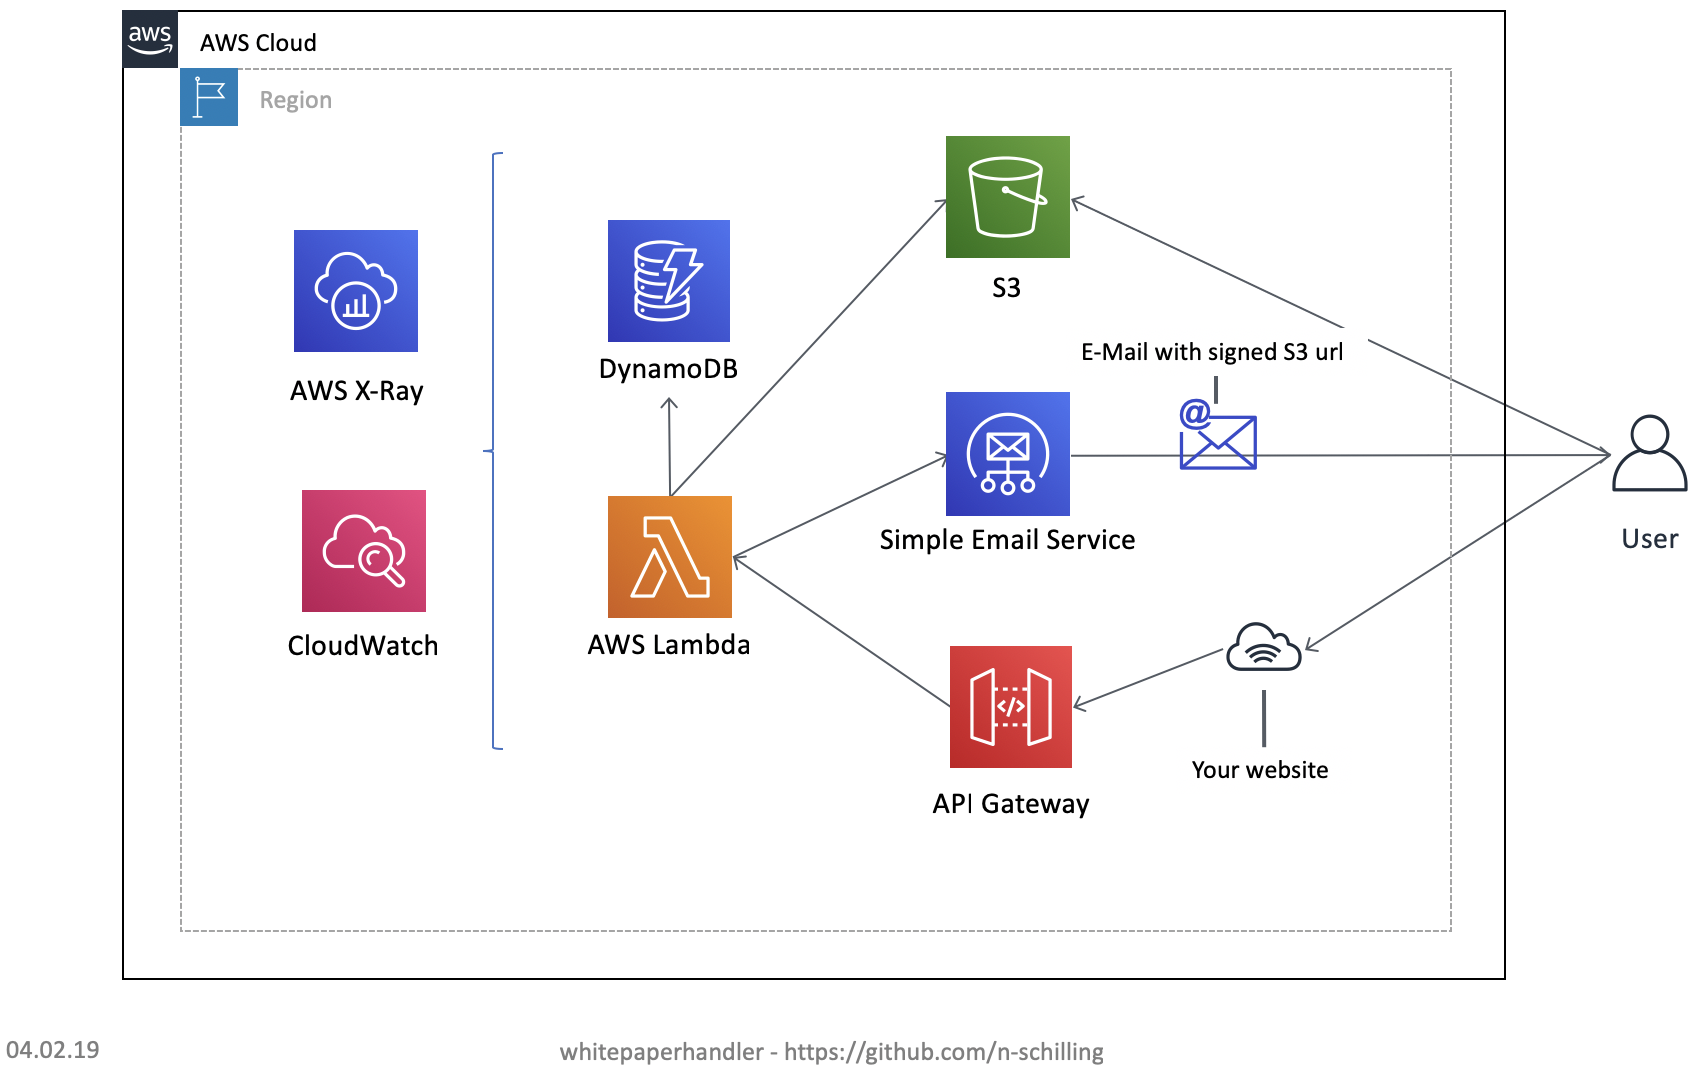 aws
AWS Cloud
Region
S3
DynamoDB
E-Mail with signed S3 url
AWS X-Ray
@
Simple Email Service
User
CloudWatch
AWS Lambda
</>
Your website
API Gateway
04.02.19
whitepaperhandler - https://github.com/n-schilling